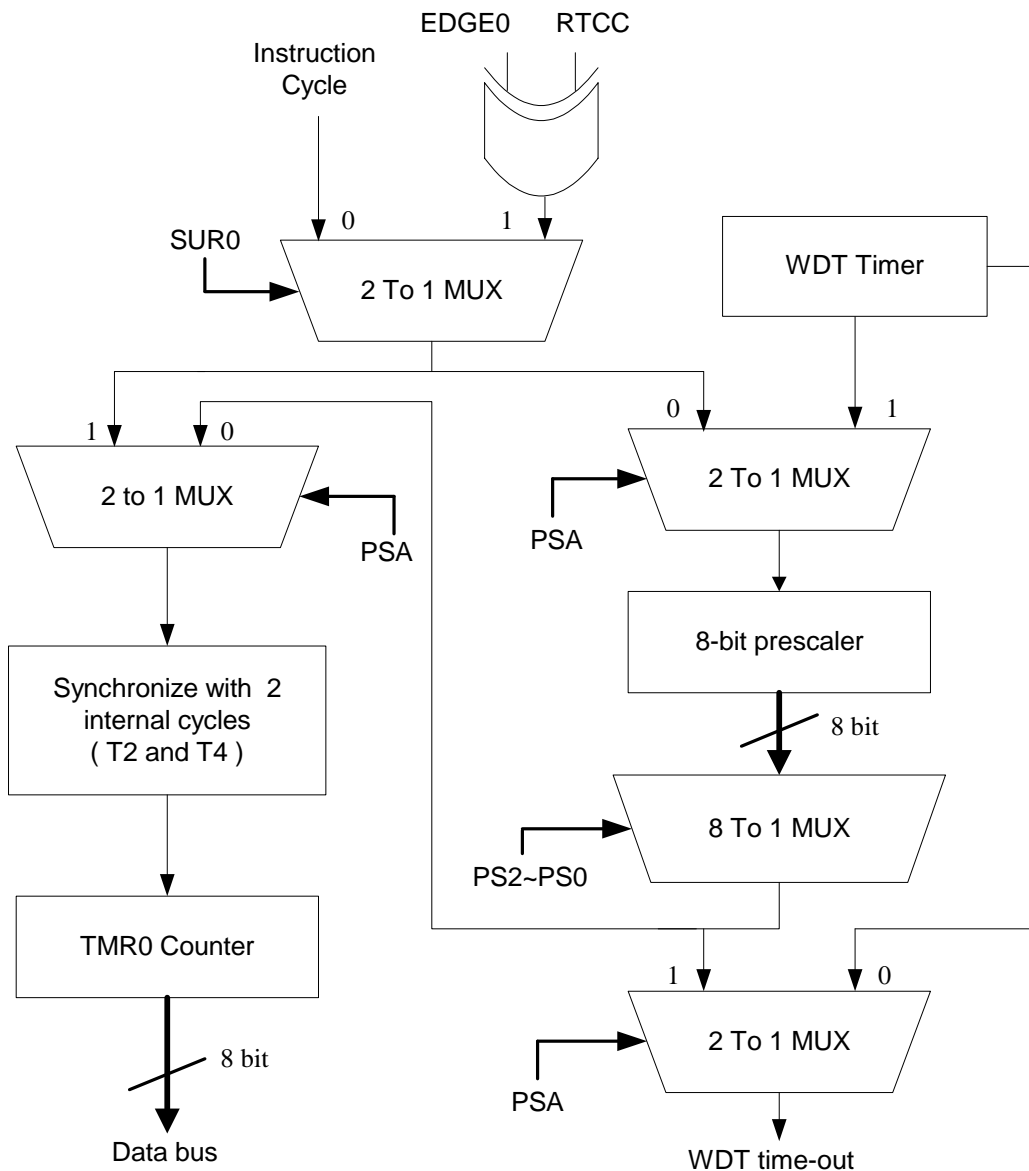 EDGE0 RTCC
Instruction
Cycle
0 1
SUR0
2 To 1 MUX
WDT Timer
1 0
0 1
2 to 1 MUX
PSA
2 To 1 MUX
PSA
8-bit prescaler
8 bit
Synchronize with 2
internal cycles
( T2 and T4 )
8 To 1 MUX
PS2~PS0
TMR0 Counter
8 bit
Data bus
1 0
2 To 1 MUX
PSA
WDT time-out